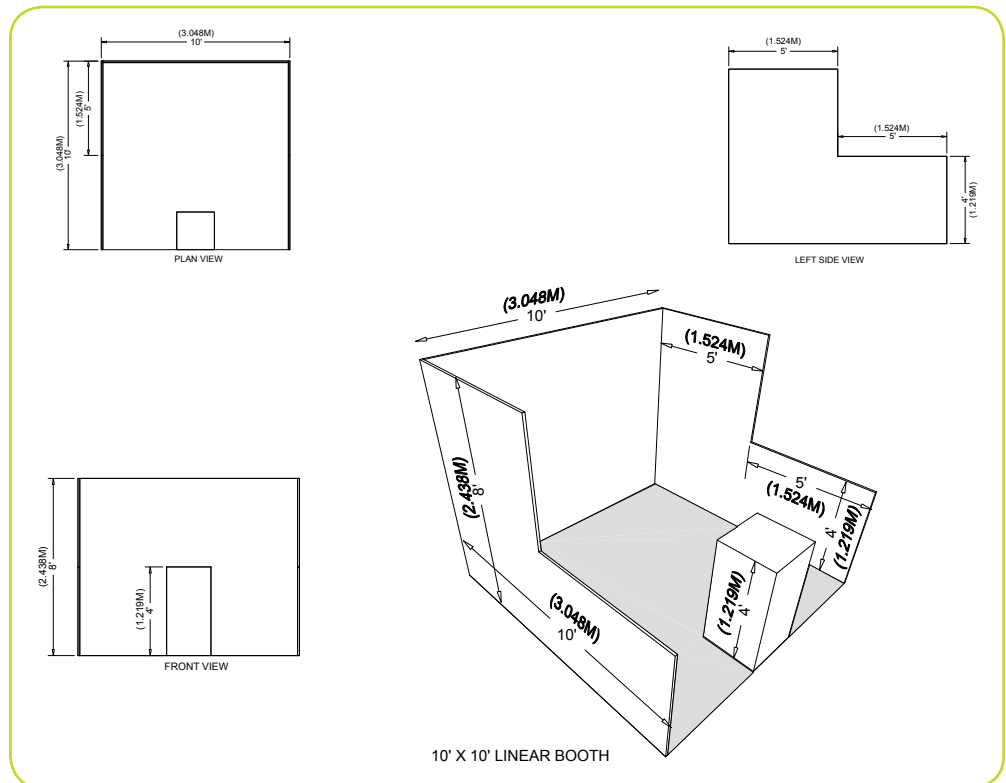 (3.048M)
10'
(1.524M)
5'
(3.048M)
10'
PLAN VIEW
(1.524M)
5'
(1.524M)
5'
4'
(1.219M)
LEFT SIDE VIEW
(3.048M)
10'
(1.524M)
5'
(2.438M)
8'
5'
(1.524M)
4'
(1.219M)
(1.219M)
4'
(3.048M)
10'
(2.438M)
8'
(1.219M)
4'
FRONT VIEW
10' X 10' LINEAR BOOTH